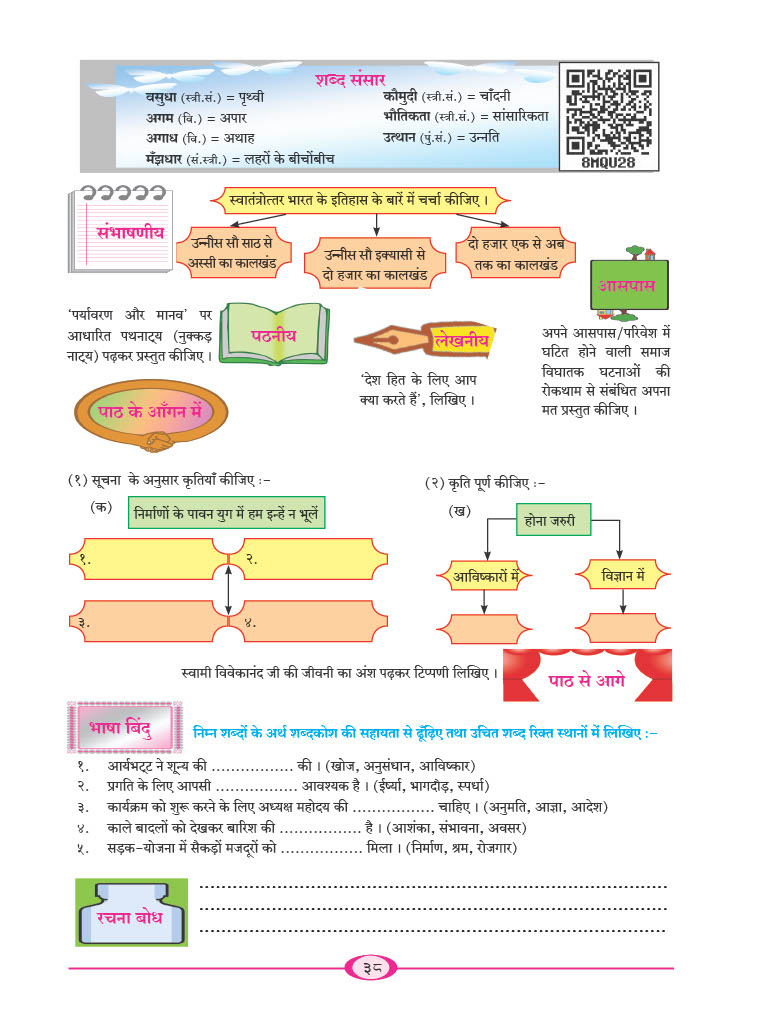 शब्द संसार
वसुधा (स्त्री.सं.) = पृथ्वी
अगम (वि.) = अपार
अगाध (वि.) = अथाह
मँझधार (सं.स्त्री.) = लहरों के बीचोंबीच
कौमुदी (स्त्री.सं.) = चाँदनी
भौतिकता (स्त्री.सं.) = सांसारिकता
उत्थान (पुं.सं.) = उन्नति
8MQU28
संभाषणीय
स्वातंत्रोत्तर भारत के इतिहास के बारें में चर्चा कीजिए ।
उन्नीस सौ साठ से
अस्सी का कालखंड
उन्नीस सौ इक्यासी से
दो हजार का कालखंड
दो हजार एक से अब
तक का कालखंड
'पर्यावरण और मानव' पर
आधारित पथनाट्य (नुक्कड़
नाट्य) पढ़कर प्रस्तुत कीजिए ।
पठनीय
लेखनीय
'देश हित के लिए आप
क्या करते हैं', लिखिए ।
आसपास
अपने आसपास/परिवेश में
घटित होने वाली समाज
विघातक घटनाओं की
रोकथाम से संबंधित अपना
मत प्रस्तुत कीजिए ।
पाठ के आँगन में
(१) सूचना के अनुसार कृतियाँ कीजिए :-
(क) निर्माणों के पावन युग में हम इन्हें न भूलें
१.
२.
३.
४.
(२) कृति पूर्ण कीजिए :-
(ख) होना जरुरी
आविष्कारों में
विज्ञान में
स्वामी विवेकानंद जी की जीवनी का अंश पढ़कर टिप्पणी लिखिए ।
पाठ से आगे
भाषा बिंदु
निम्न शब्दों के अर्थ शब्दकोश की सहायता से ढूँढ़िए तथा उचित शब्द रिक्त स्थानों में लिखिए :-
१. आर्यभट्ट ने शून्य की ................. की । (खोज, अनुसंधान, आविष्कार)
२. प्रगति के लिए आपसी ................. आवश्यक है । (ईर्ष्या, भागदौड़, स्पर्धा)
३. कार्यक्रम को शुरू करने के लिए अध्यक्ष महोदय की ................. चाहिए । (अनुमति, आज्ञा, आदेश)
४. काले बादलों को देखकर बारिश की ................. है । (आशंका, संभावना, अवसर)
५. सड़क-योजना में सैकड़ों मजदूरों को ................. मिला । (निर्माण, श्रम, रोजगार)
रचना बोध
३८